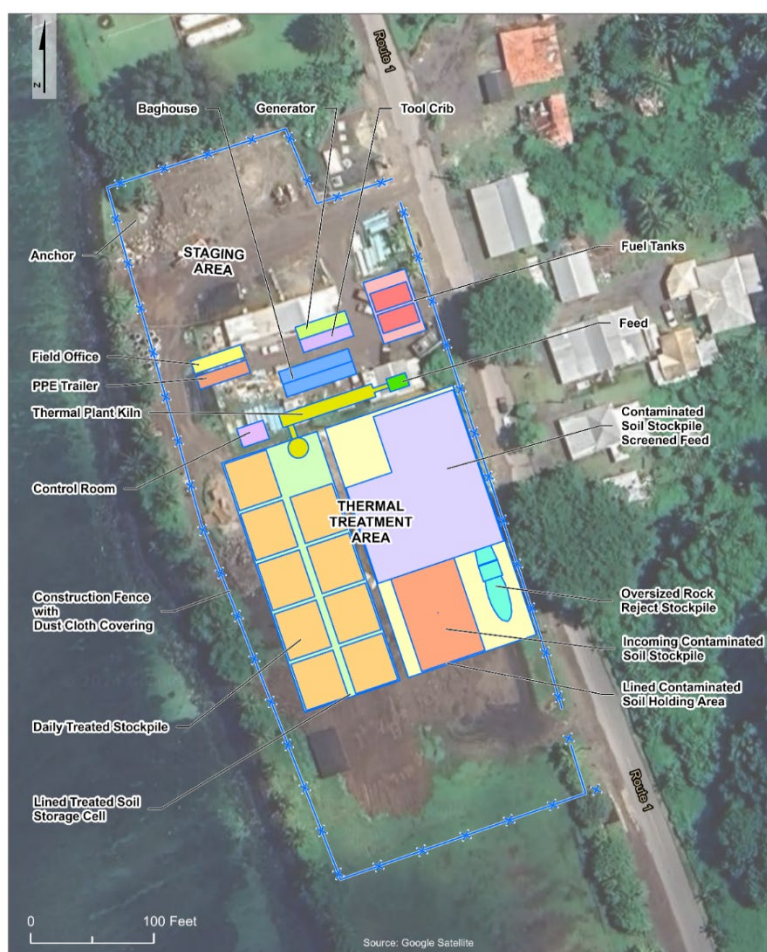 Route 1
N
Baghouse
Generator
Tool Crib
Anchor
STAGING
AREA
Fuel Tanks
Feed
Field Office
PPE Trailer
Thermal Plant Kiln
Contaminated
Soil Stockpile
Screened Feed
Control Room
THERMAL
TREATMENT
AREA
Construction Fence
with
Dust Cloth Covering
Oversized Rock
Reject Stockpile
Incoming Contaminated
Soil Stockpile
Lined Contaminated
Soil Holding Area
Daily Treated Stockpile
Lined Treated Soil
Storage Cell
Route 1
0 100 Feet
Source: Google Satellite